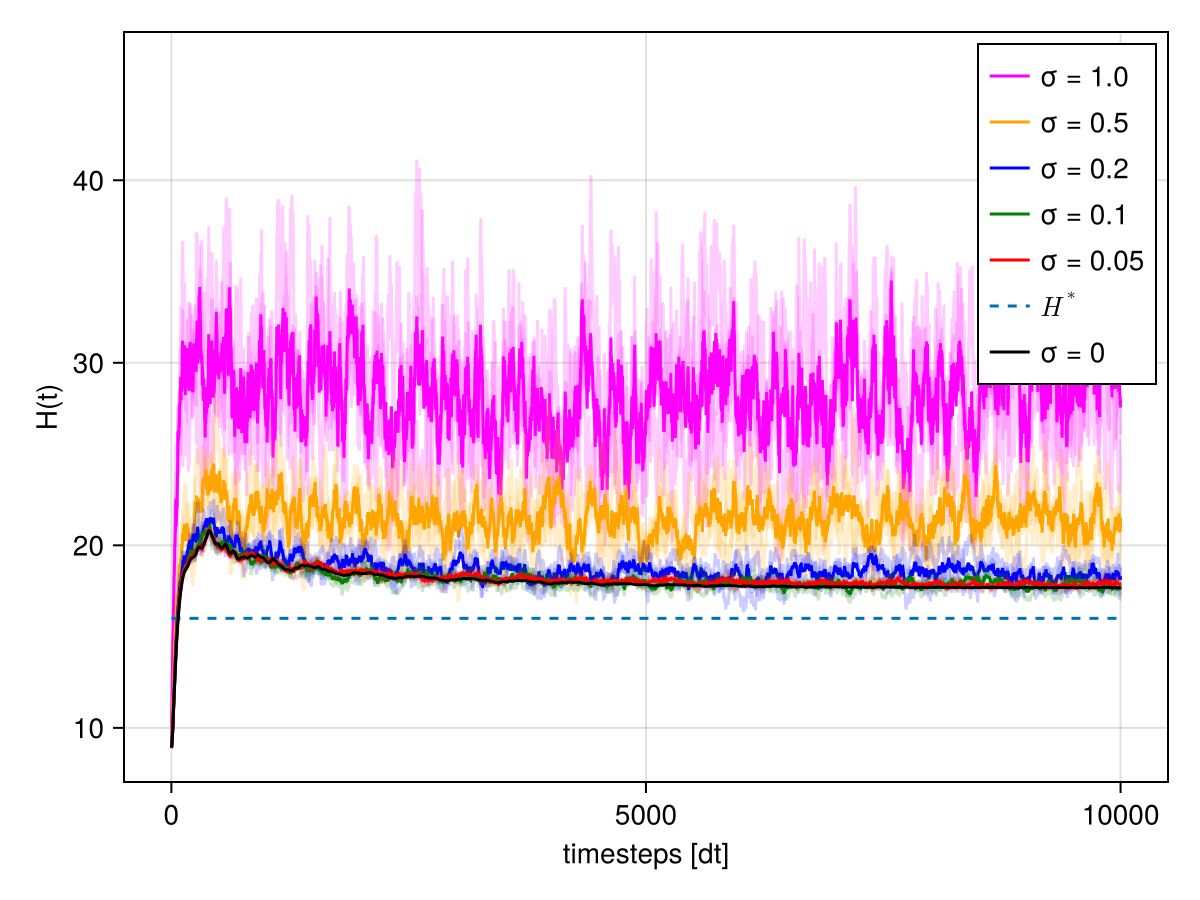 σ = 1.0
σ = 0.5
σ = 0.2
σ = 0.1
σ = 0.05
H*
σ = 0
40
30
20
10
H(t)
0 5000 10000
timesteps [dt]